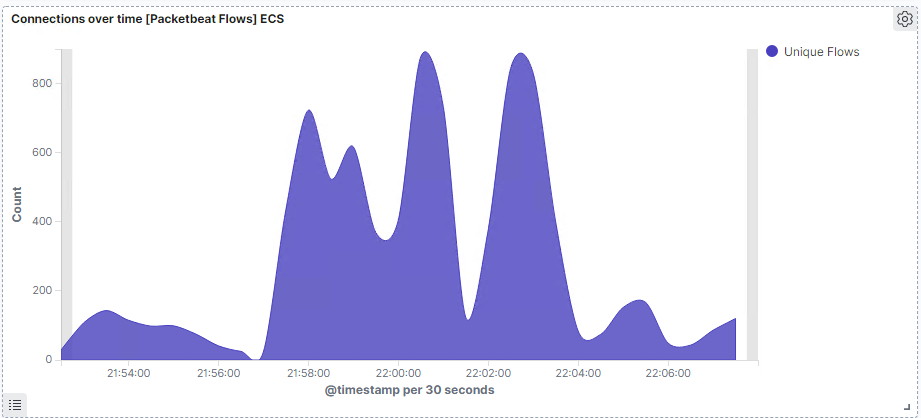 Connections over time [Packetbeat Flows] ECS
Unique Flows
800
600
400
200
0
Count
21:54:00 21:56:00 21:58:00 22:00:00 22:02:00 22:04:00 22:06:00
@timestamp per 30 seconds